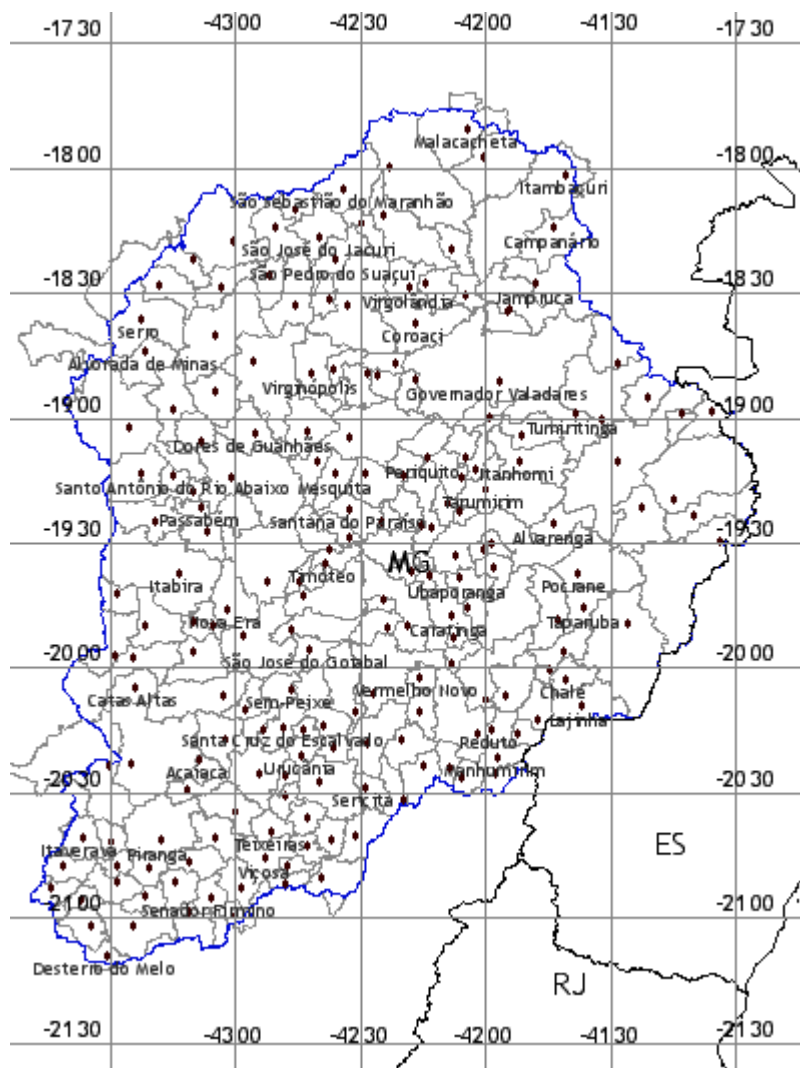 -43 00 -42 30 -42 00 -41 30
-17 30 -17 30
Malacacheta
-18 00 -18 00
Itambacuri
São Sebastião do Maranhão
Campanário
São José do Jacuri
São Pedro do Suaçuí
-18 30 -18 30
Virgolândia
Jampruca
Serro
Coroaci
Alvorada de Minas
Virginópolis
Governador Valadares
-19 00 -19 00
Tumiritinga
Dores de Guanhães
Periquito
Itanhomi
Santo Antônio do Rio Abaixo
Mesquita
Tarumirim
Passabém
Santana do Paraíso
-19 30 -19 30
Alvarenga
MG
Itabira
Timóteo
Pocrane
Ubaporanga
Nova Era
Taparuba
Caratinga
-20 00 -20 00
São José do Goiabal
Vermelho Novo
Chalé
Catas Altas
Sem-Peixe
Lajinha
Santa Cruz do Escalvado
Reduto
Acaiaca
Urucânia
Manhumirim
-20 30 -20 30
Sericita
ES
Itaverava
Piranga
Teixeiras
Viçosa
-21 00 -21 00
Senador Firmino
Desterro do Melo
RJ
-21 30 -21 30
-43 00 -42 30 -42 00 -41 30